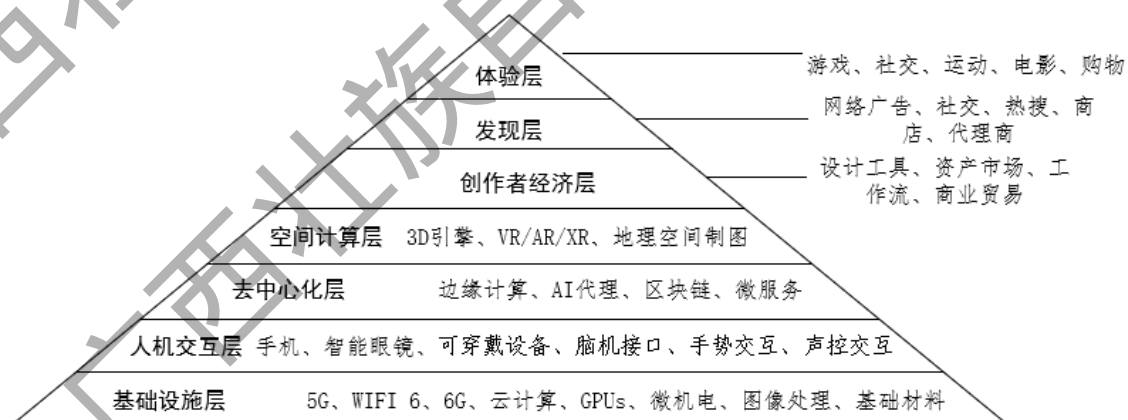 体验层
游戏、社交、运动、电影、购物
发现层
网络广告、社交、热搜、商
店、代理商
创作者经济层
设计工具、资产市场、工
作流、商业贸易
空间计算层 3D引擎、VR/AR/XR、地理空间制图
去中心化层 边缘计算、AI代理、区块链、微服务
人机交互层 手机、智能眼镜、可穿戴设备、脑机接口、手势交互、声控交互
基础设施层 5G、WIFI 6、6G、云计算、GPUs、微机电、图像处理、基础材料
广西壮族自
西壮